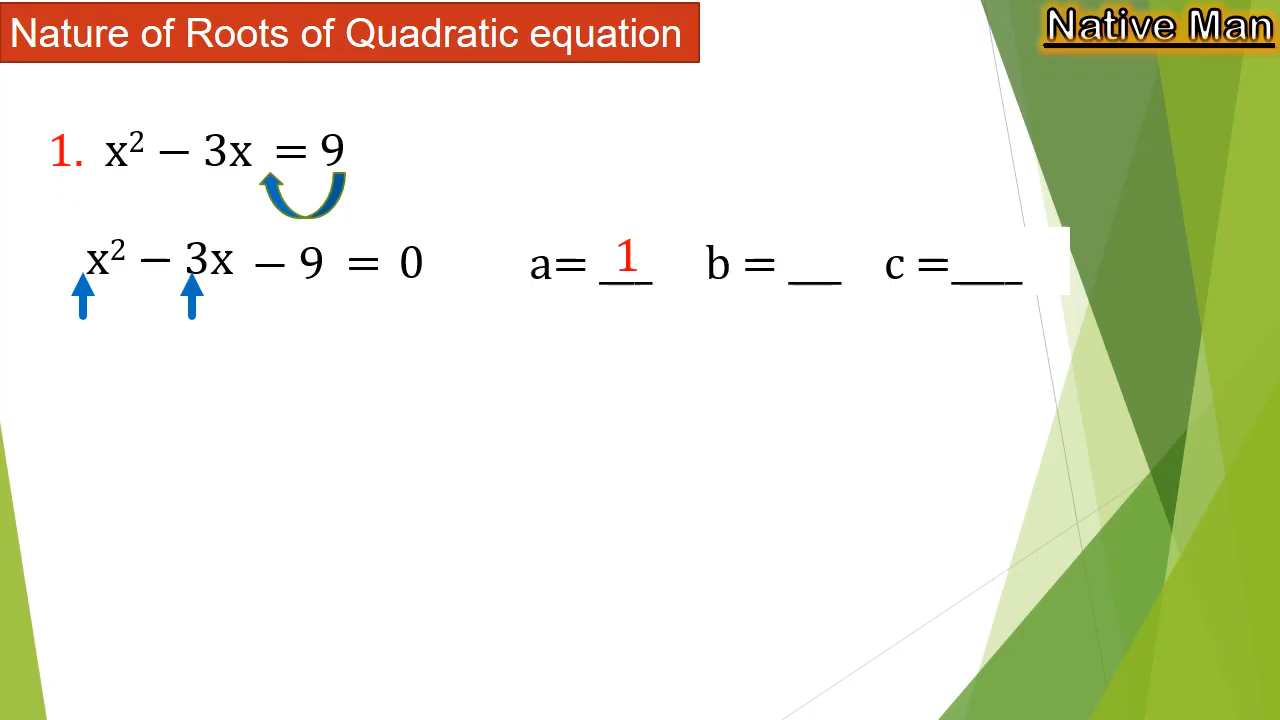 Nature of Roots of Quadratic equation
Native Man
1. x² − 3x = 9
x² − 3x − 9 = 0 a= 1 b = __ c =___